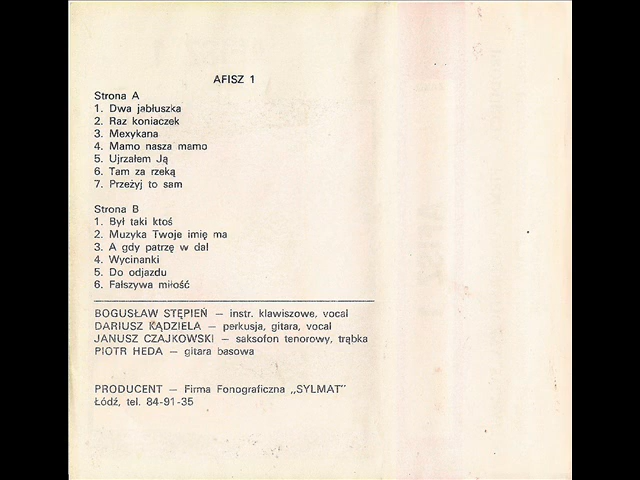 AFISZ 1
Strona A
1. Dwa jabłuszka
2. Raz koniaczek
3. Mexykana
4. Mamo nasza mamo
5. Ujrzałem Ją
6. Tam za rzeką
7. Przeżyj to sam
Strona B
1. Był taki ktoś
2. Muzyka Twoje imię ma
3. A gdy patrzę w dal
4. Wycinanki
5. Do odjazdu
6. Fałszywa miłość
BOGUSŁAW STĘPIEŃ — instr. klawiszowe, vocal
DARIUSZ KĄDZIELA — perkusja, gitara, vocal
JANUSZ CZAJKOWSKI — saksofon tenorowy, trąbka
PIOTR HEDA — gitara basowa
PRODUCENT — Firma Fonograficzna „SYLMAT"
Łódź, tel. 84-91-35